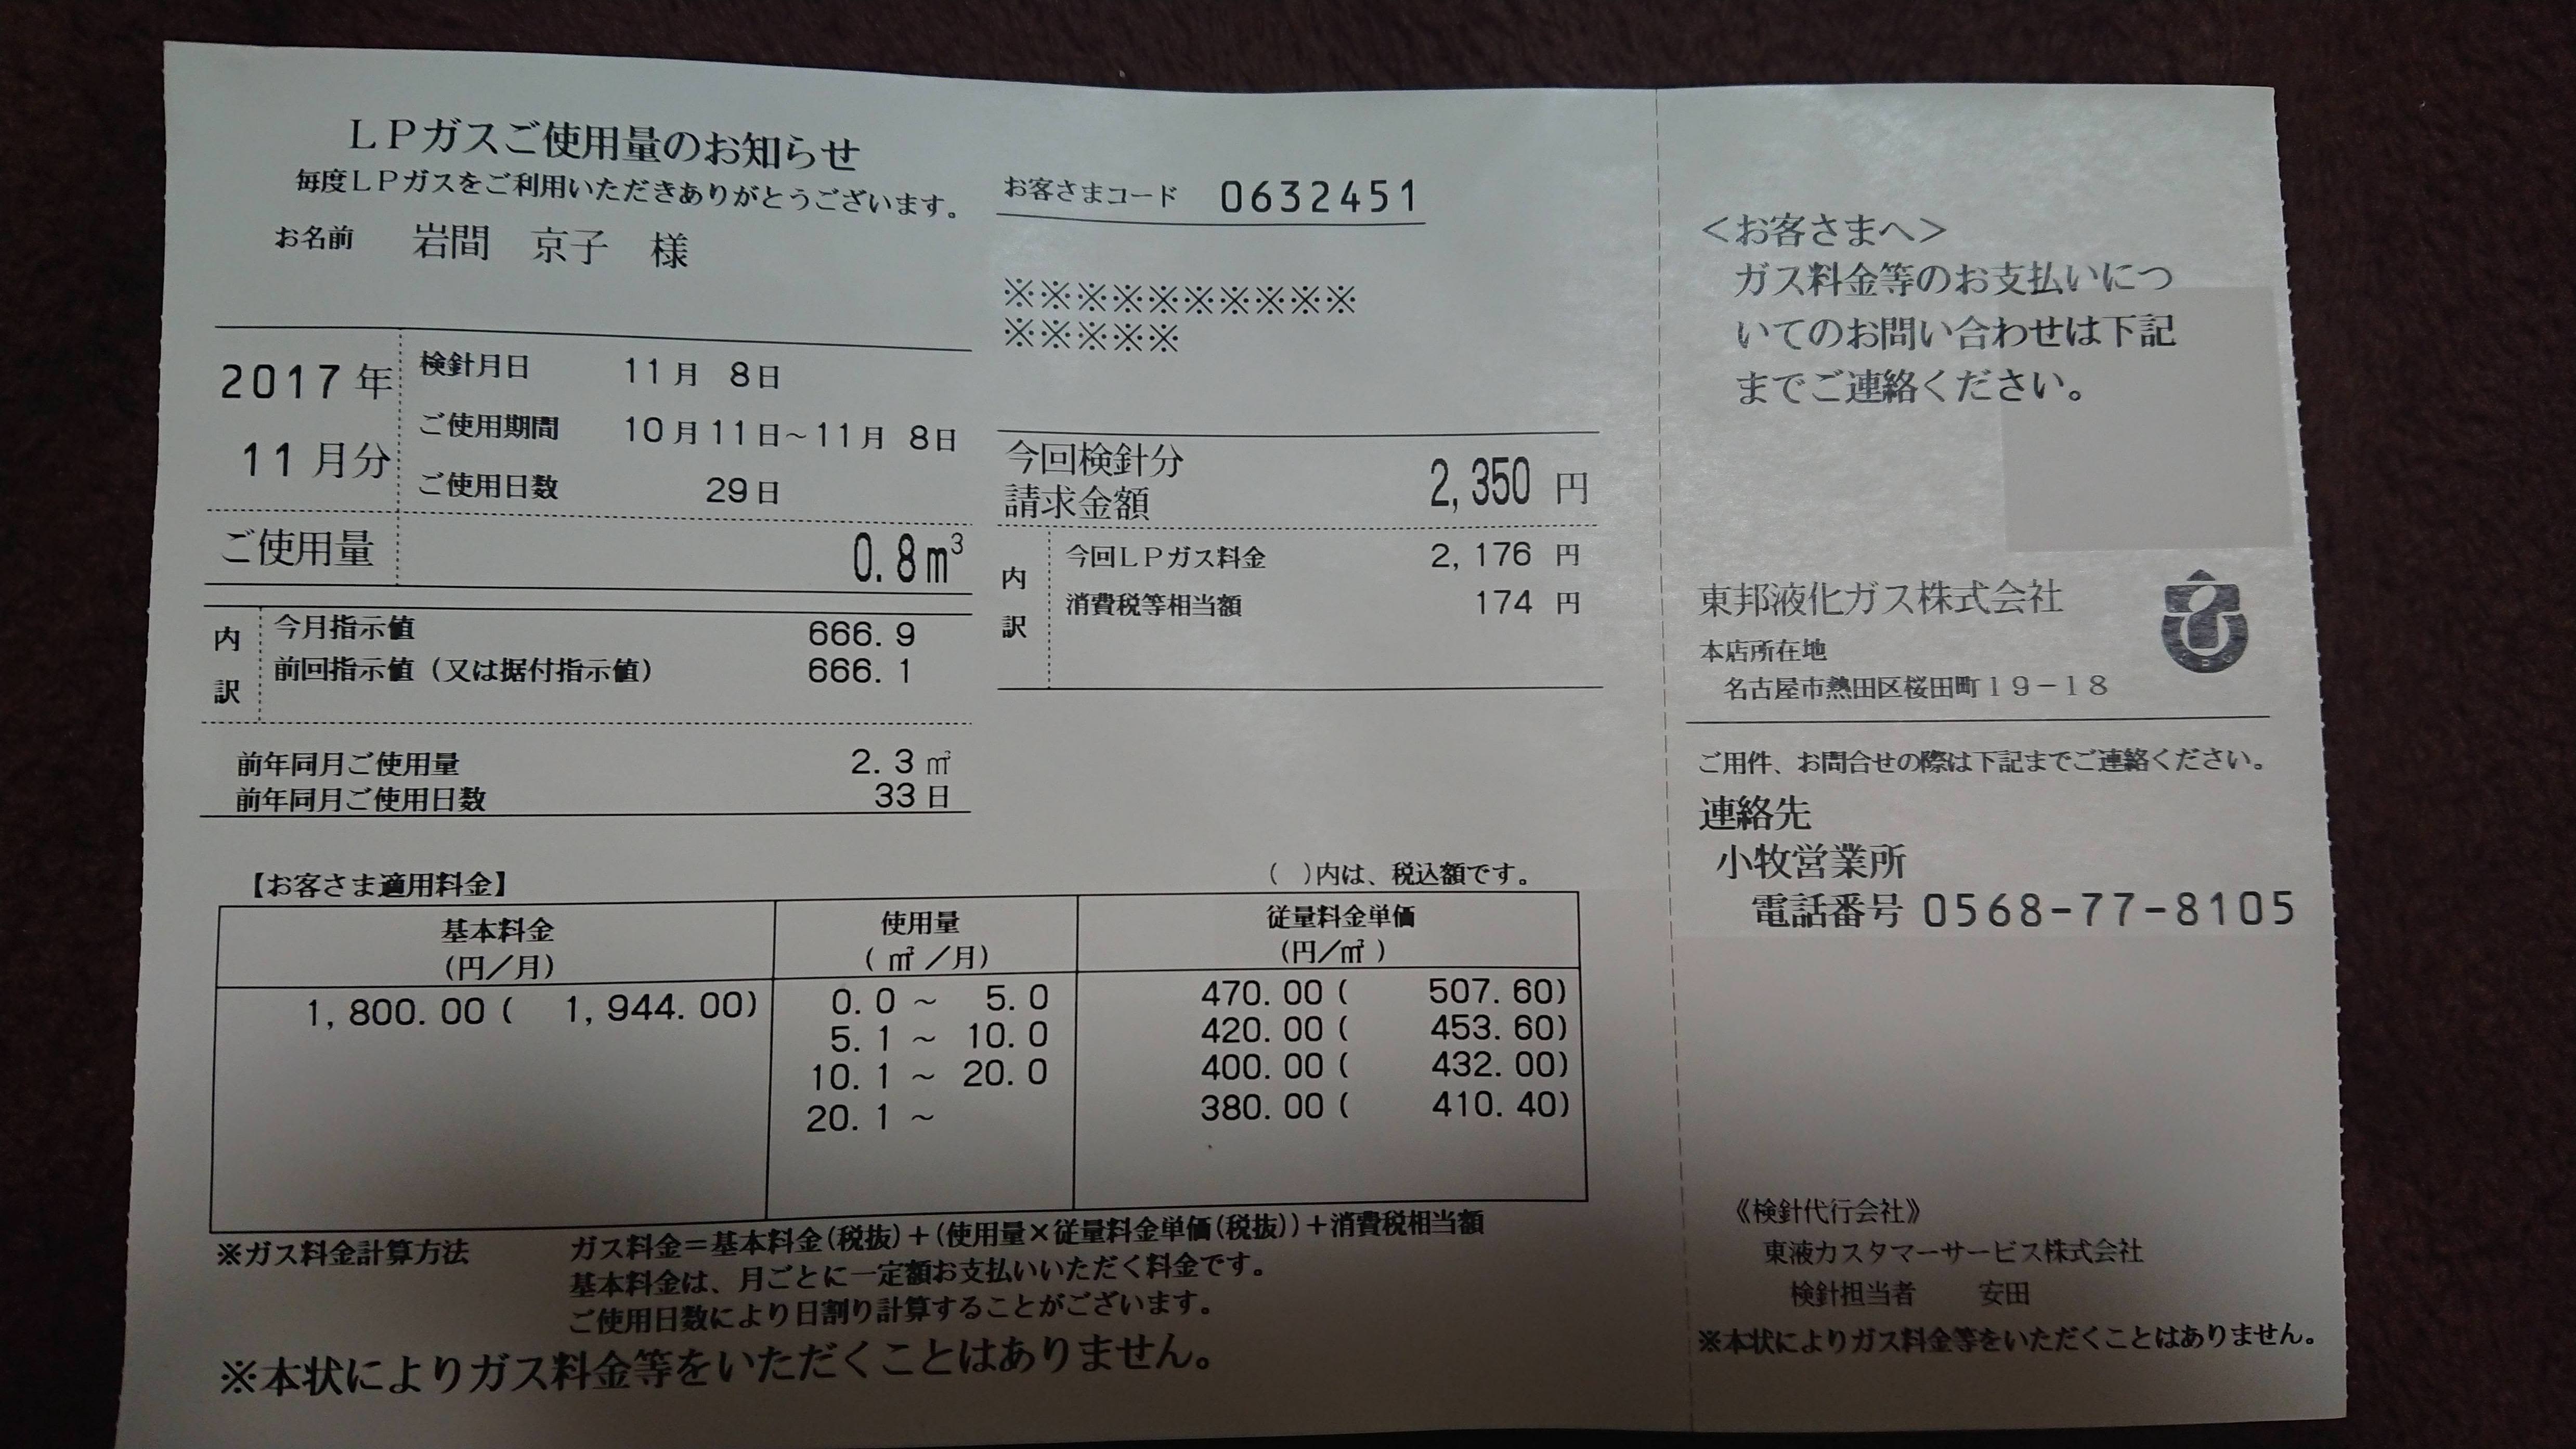 ＬＰガスご使用量のお知らせ
毎度ＬＰガスをご利用いただきありがとうございます。
お名前 岩間 京子 様
お客さまコード 0632451
※※※※※※※※※※
※※※※※
2017年
11月分
検針月日 11月 8日
ご使用期間 10月11日～11月 8日
ご使用日数 29日
ご使用量 0.8m³
内訳
今月指示値 666.9
前回指示値（又は据付指示値） 666.1
前年同月ご使用量 2.3㎥
前年同月ご使用日数 33日
今回検針分
請求金額 2,350円
内訳
今回ＬＰガス料金 2,176円
消費税等相当額 174円
【お客さま適用料金】
（ ）内は、税込額です。
基本料金 使用量 従量料金単価
（円／月） （㎥／月） （円／㎥）
1,800.00( 1,944.00) 0.0～ 5.0 470.00( 507.60)
5.1～ 10.0 420.00( 453.60)
10.1～ 20.0 400.00( 432.00)
20.1～ 380.00( 410.40)
※ガス料金計算方法 ガス料金＝基本料金(税抜)＋(使用量×従量料金単価(税抜))＋消費税相当額
基本料金は、月ごとに一定額お支払いいただく料金です。
ご使用日数により日割り計算することがございます。
※本状によりガス料金等をいただくことはありません。
＜お客さまへ＞
ガス料金等のお支払いにつ
いてのお問い合わせは下記
までご連絡ください。
東邦液化ガス株式会社
本店所在地
名古屋市熱田区桜田町１９－１８
ご用件、お問合せの際は下記までご連絡ください。
連絡先
小牧営業所
電話番号 0568-77-8105
《検針代行会社》
東液カスタマーサービス株式会社
検針担当者 安田
※本状によりガス料金等をいただくことはありません。